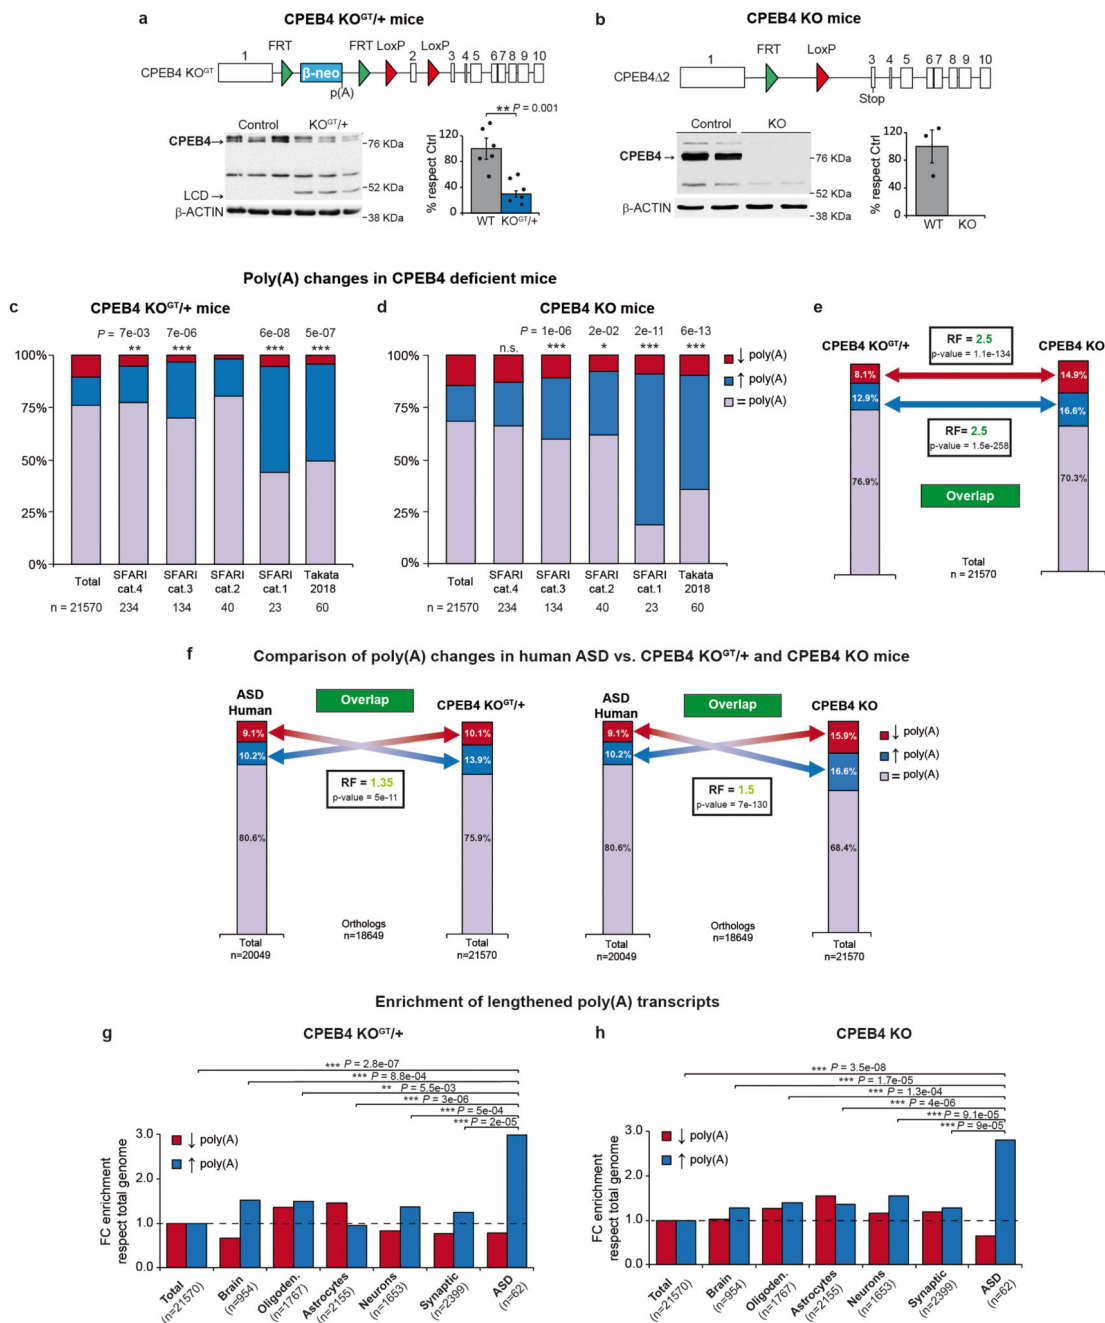 a
CPEB4 KOGT/+ mice
1
FRT
β-neo
FRT
LoxP
2
LoxP
3
4
5
67
8
9
10
CPEB4 KOGT
p(A)
Control
KOGT/+
CPEB4
76 KDa
52 KDa
LCD
β-ACTIN
38 KDa
** P = 0.001
% respect Ctrl
120
80
40
0
WT
KOGT/+
b
CPEB4 KO mice
1
FRT
LoxP
3
4
5
67
8
9
10
CPEB4Δ2
Stop
Control
KO
CPEB4
76 KDa
52 KDa
β-ACTIN
38 KDa
% respect Ctrl
120
80
40
0
WT
KO
Poly(A) changes in CPEB4 deficient mice
c
CPEB4 KOGT/+ mice
P = 7e-03
7e-06
6e-08
5e-07
**
***
***
***
100%
75%
50%
25%
0%
Total
SFARI cat.4
SFARI cat.3
SFARI cat.2
SFARI cat.1
Takata 2018
n = 21570
234
134
40
23
60
d
CPEB4 KO mice
P = 1e-06
2e-02
2e-11
6e-13
n.s.
***
*
***
***
100%
75%
50%
25%
0%
Total
SFARI cat.4
SFARI cat.3
SFARI cat.2
SFARI cat.1
Takata 2018
n = 21570
234
134
40
23
60
↓ poly(A)
↑ poly(A)
= poly(A)
e
CPEB4 KOGT/+
RF = 2.5
p-value = 1.1e-134
CPEB4 KO
8.1%
14.9%
12.9%
16.6%
RF= 2.5
p-value = 1.5e-258
76.9%
70.3%
Overlap
Total
n = 21570
f
Comparison of poly(A) changes in human ASD vs. CPEB4 KOGT/+ and CPEB4 KO mice
ASD
Human
Overlap
CPEB4 KOGT/+
9.1%
10.1%
10.2%
13.9%
RF = 1.35
p-value = 5e-11
80.6%
75.9%
Orthologs
n=18649
Total
n=20049
Total
n=21570
ASD
Human
Overlap
CPEB4 KO
9.1%
15.9%
10.2%
16.6%
RF = 1.5
p-value = 7e-130
80.6%
68.4%
Orthologs
n=18649
Total
n=20049
Total
n=21570
↓ poly(A)
↑ poly(A)
= poly(A)
Enrichment of lengthened poly(A) transcripts
g
CPEB4 KOGT/+
*** P = 2.8e-07
*** P = 8.8e-04
** P = 5.5e-03
*** P = 3e-06
*** P = 5e-04
*** P = 2e-05
↓ poly(A)
↑ poly(A)
FC enrichment
respect total genome
3.0
2.0
1.0
0.0
Total
(n=21570)
Brain
(n=954)
Oligoden.
(n=1767)
Astrocytes
(n=2155)
Neurons
(n=1653)
Synaptic
(n=2399)
ASD
(n=62)
h
CPEB4 KO
*** P = 3.5e-08
*** P = 1.7e-05
*** P = 1.3e-04
*** P = 4e-06
*** P = 9.1e-05
*** P = 9e-05
↓ poly(A)
↑ poly(A)
FC enrichment
respect total genome
3.0
2.0
1.0
0.0
Total
(n=21570)
Brain
(n=954)
Oligoden.
(n=1767)
Astrocytes
(n=2155)
Neurons
(n=1653)
Synaptic
(n=2399)
ASD
(n=62)